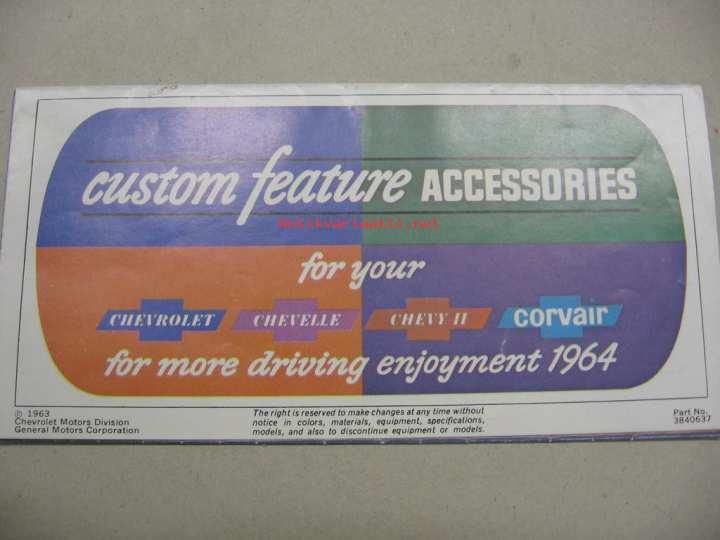 custom feature ACCESSORIES
Antikvariaatti.net
for your
CHEVROLET CHEVELLE CHEVY II corvair
for more driving enjoyment 1964
© 1963
Chevrolet Motors Division
General Motors Corporation
The right is reserved to make changes at any time without
notice in colors, materials, equipment, specifications,
models, and also to discontinue equipment or models.
Part No.
3840637